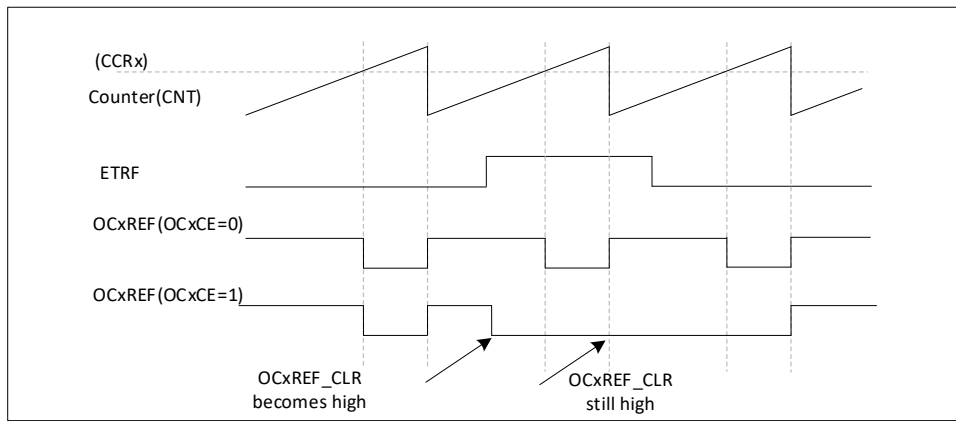 (CCRx)
Counter(CNT)
ETRF
OCxREF(OCxCE=0)
OCxREF(OCxCE=1)
OCxREF_CLR
becomes high
OCxREF_CLR
still high